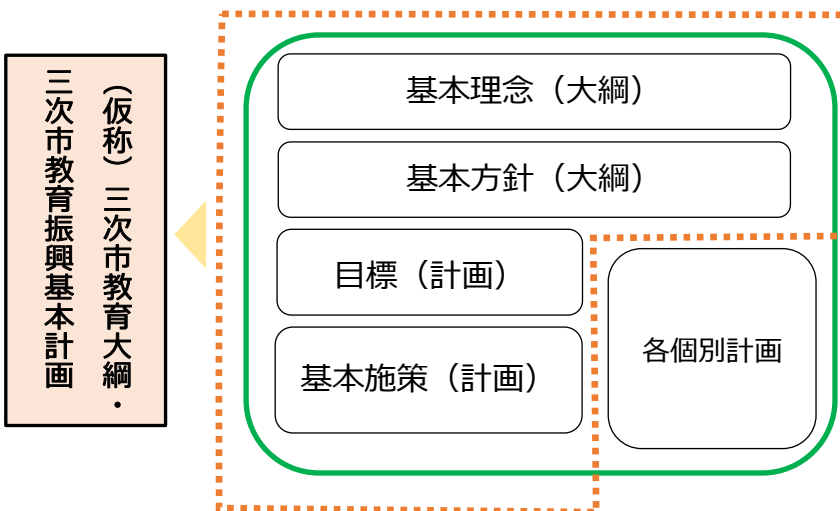 （仮称）三次市教育大綱・
三次市教育振興基本計画
基本理念（大綱）
基本方針（大綱）
目標（計画）
基本施策（計画）
各個別計画